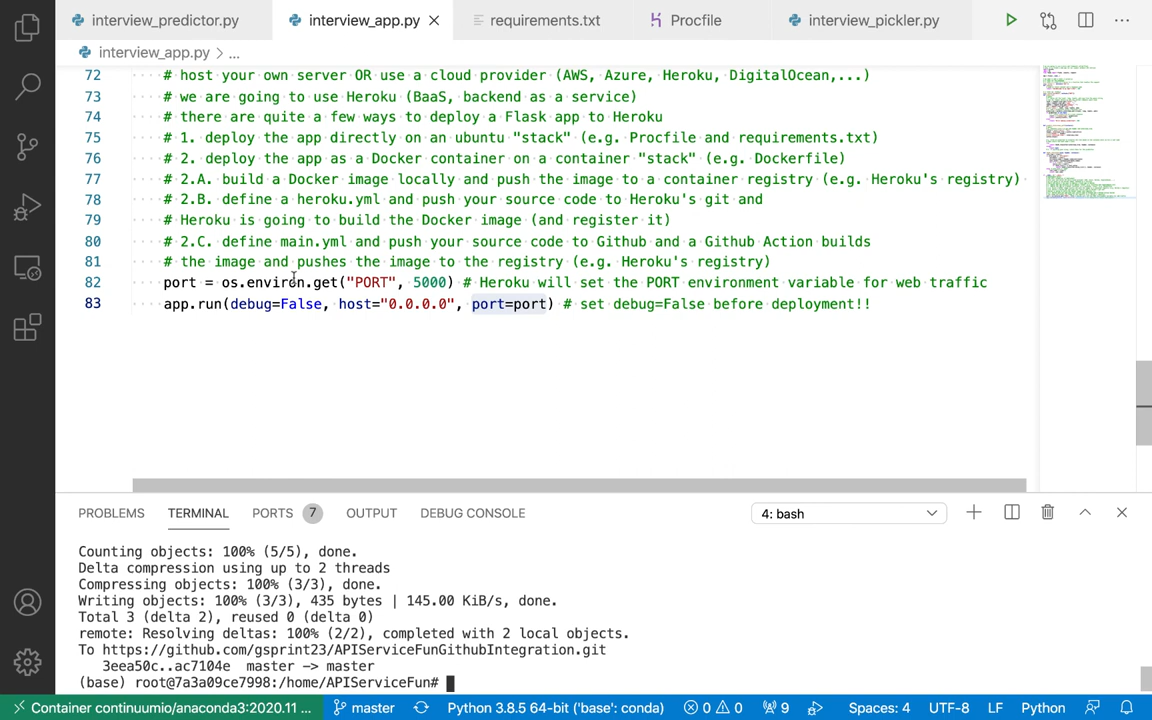 interview_predictor.py
interview_app.py
requirements.txt
Procfile
interview_pickler.py
interview_app.py > ...
72 # host your own server OR use a cloud provider (AWS, Azure, Heroku, DigitalOcean,...)
73 # we are going to use Heroku (BaaS, backend as a service)
74 # there are quite a few ways to deploy a Flask app to Heroku
75 # 1. deploy the app directly on an ubuntu "stack" (e.g. Procfile and requirements.txt)
76 # 2. deploy the app as a Docker container on a container "stack" (e.g. Dockerfile)
77 # 2.A. build a Docker image locally and push the image to a container registry (e.g. Heroku's registry)
78 # 2.B. define a heroku.yml and push your source code to Heroku's git and
79 # Heroku is going to build the Docker image (and register it)
80 # 2.C. define main.yml and push your source code to Github and a Github Action builds
81 # the image and pushes the image to the registry (e.g. Heroku's registry)
82 port = os.environ.get("PORT", 5000) # Heroku will set the PORT environment variable for web traffic
83 app.run(debug=False, host="0.0.0.0", port=port) # set debug=False before deployment!!
PROBLEMS TERMINAL PORTS 7 OUTPUT DEBUG CONSOLE 4: bash
Counting objects: 100% (5/5), done.
Delta compression using up to 2 threads
Compressing objects: 100% (3/3), done.
Writing objects: 100% (3/3), 435 bytes | 145.00 KiB/s, done.
Total 3 (delta 2), reused 0 (delta 0)
remote: Resolving deltas: 100% (2/2), completed with 2 local objects.
To https://github.com/gsprint23/APIServiceFunGithubIntegration.git
3eea50c..ac7104e master -> master
(base) root@7a3a09ce7998:/home/APIServiceFun#
Container continuumio/anaconda3:2020.11 ... master Python 3.8.5 64-bit ('base': conda) 0 0 9 Spaces: 4 UTF-8 LF Python